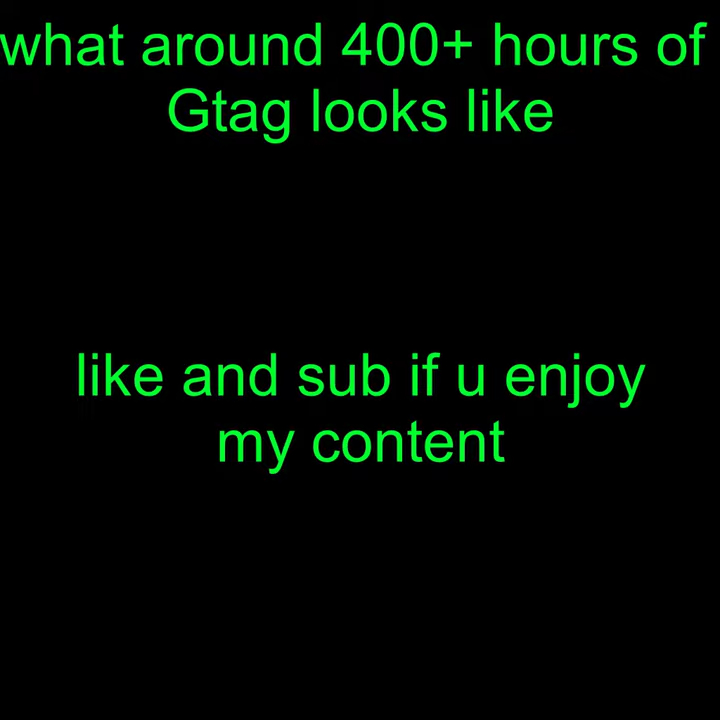 what around 400+ hours of
Gtag looks like
like and sub if u enjoy
my content